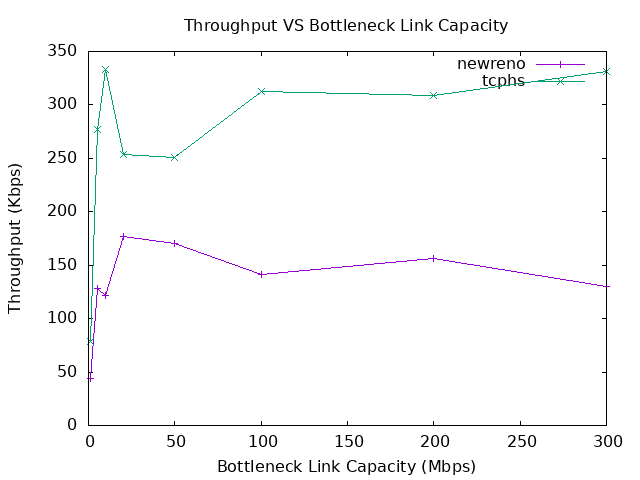 Throughput VS Bottleneck Link Capacity
350
300
250
200
150
100
50
0
Throughput (Kbps)
newreno
tcphs
0 50 100 150 200 250 300
Bottleneck Link Capacity (Mbps)